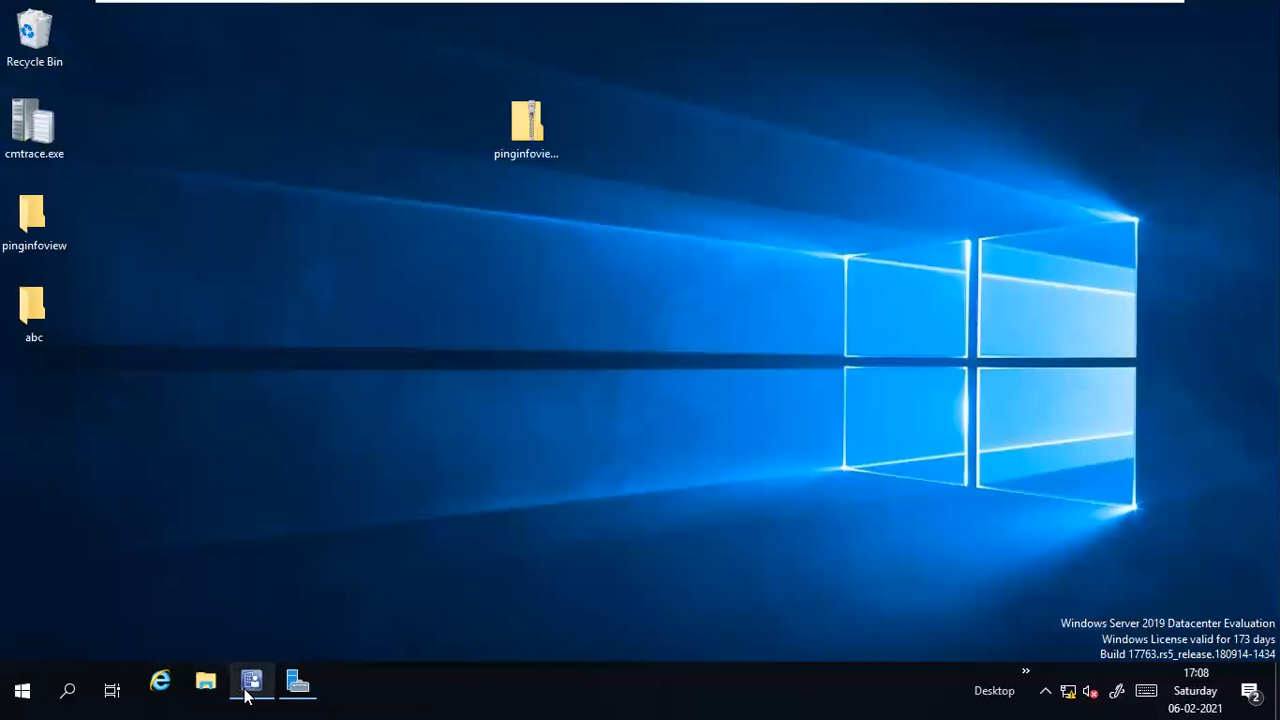 Recycle Bin
cmtrace.exe
pinginfoview
abc
pinginfovie...
Windows Server 2019 Datacenter Evaluation
Windows License valid for 173 days
Build 17763.rs5_release.180914-1434
Desktop
17:08
Saturday
06-02-2021
2